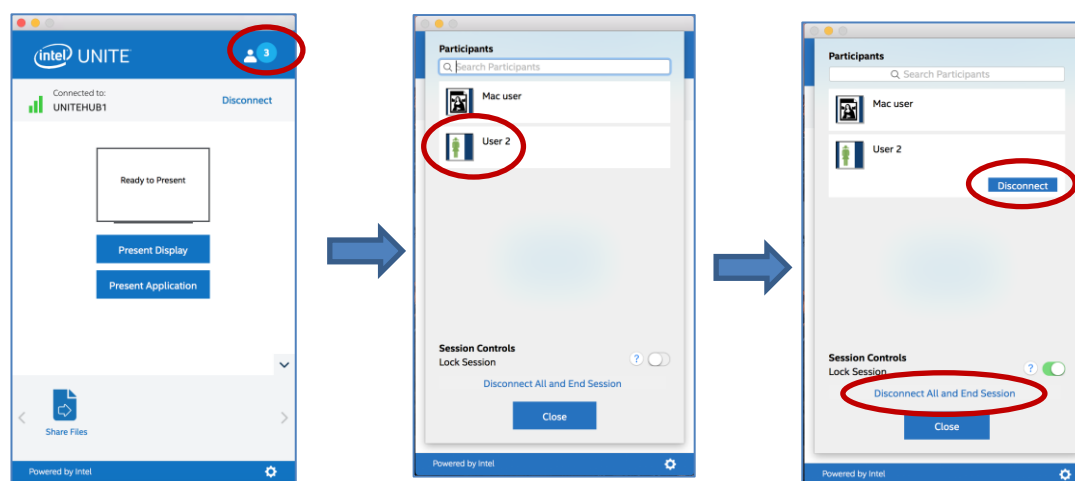 intel UNITE
3
Connected to:
UNITEHUB1
Disconnect
Ready to Present
Present Display
Present Application
Share Files
Powered by Intel
Participants
Search Participants
Mac user
User 2
Session Controls
Lock Session
?
Disconnect All and End Session
Close
Powered by Intel
Participants
Search Participants
Mac user
User 2
Disconnect
Session Controls
Lock Session
?
Disconnect All and End Session
Close
Powered by Intel